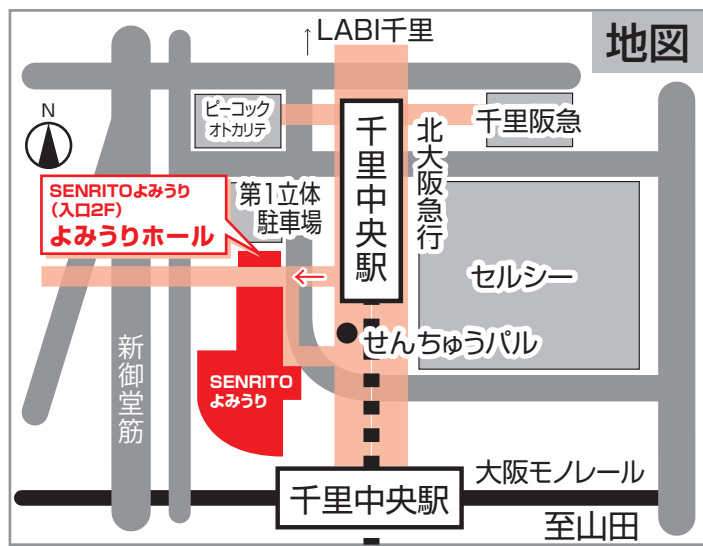 ↑LABI千里
地図
ピーコック
オトカリテ
千里阪急
N
千里中央駅
北大阪急行
SENRITOよみうり
(入口2F)
よみうりホール
第1立体
駐車場
←
セルシー
せんちゅうパル
新御堂筋
SENRITO
よみうり
大阪モノレール
千里中央駅
至山田